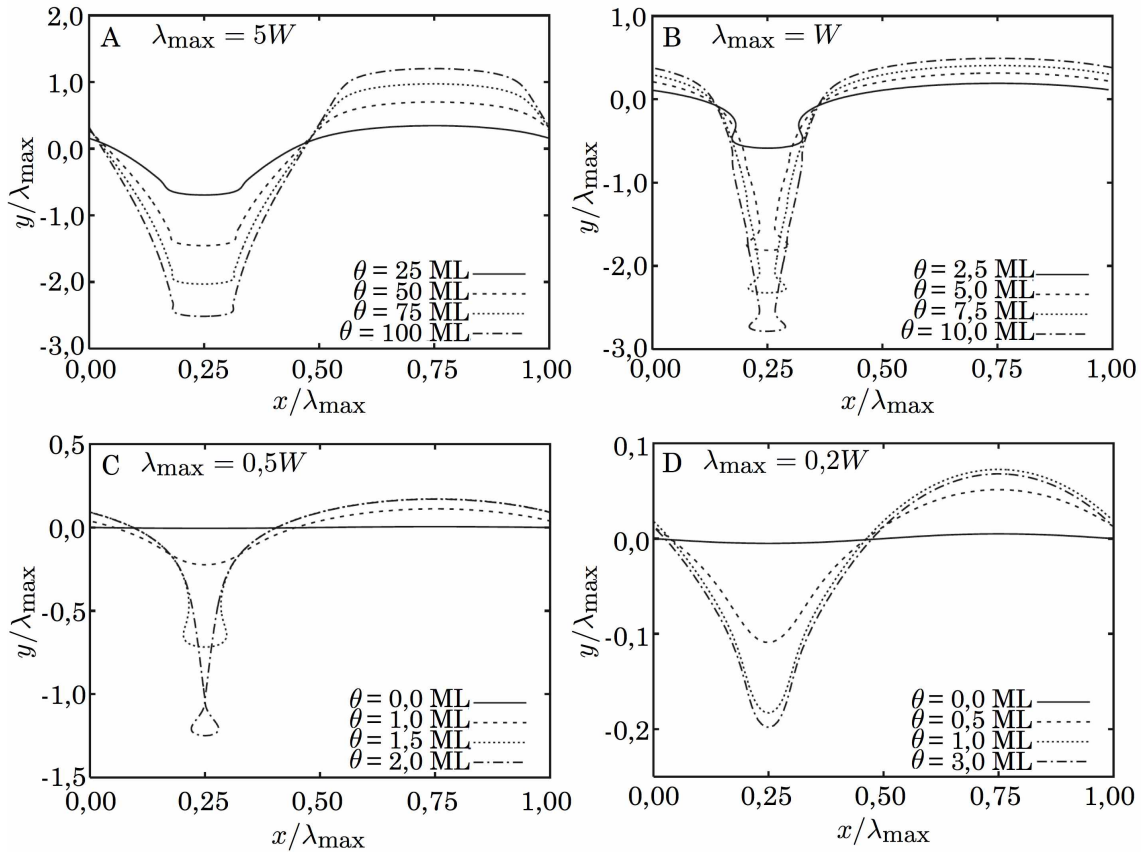 A λmax = 5W
2,0
1,0
0,0
-1,0
-2,0
-3,0
y/λmax
θ = 25 ML
θ = 50 ML
θ = 75 ML
θ = 100 ML
0,00 0,25 0,50 0,75 1,00
x/λmax
B λmax = W
1,0
0,0
-1,0
-2,0
-3,0
y/λmax
θ = 2,5 ML
θ = 5,0 ML
θ = 7,5 ML
θ = 10,0 ML
0,00 0,25 0,50 0,75 1,00
x/λmax
C λmax = 0,5W
0,5
0,0
-0,5
-1,0
-1,5
y/λmax
θ = 0,0 ML
θ = 1,0 ML
θ = 1,5 ML
θ = 2,0 ML
0,00 0,25 0,50 0,75 1,00
x/λmax
D λmax = 0,2W
0,1
0,0
-0,1
-0,2
y/λmax
θ = 0,0 ML
θ = 0,5 ML
θ = 1,0 ML
θ = 3,0 ML
0,00 0,25 0,50 0,75 1,00
x/λmax